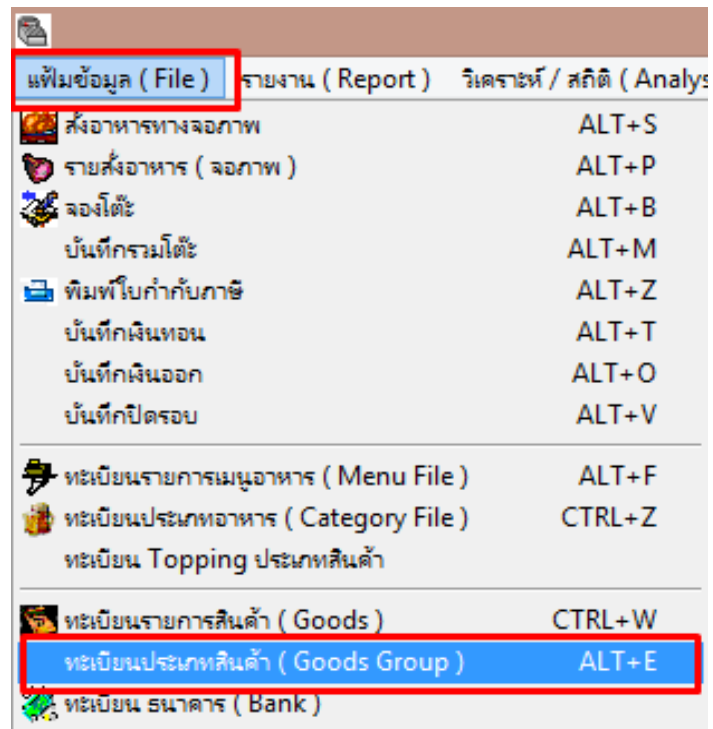 แฟ้มข้อมูล ( File ) รายงาน ( Report ) วิเคราะห์ / สถิติ ( Analys
สั่งอาหารทางจอภาพ ALT+S
รายสั่งอาหาร ( จอภาพ ) ALT+P
จองโต๊ะ ALT+B
บันทึกรวมโต๊ะ ALT+M
พิมพ์ใบกำกับภาษี ALT+Z
บันทึกเงินทอน ALT+T
บันทึกเงินออก ALT+O
บันทึกปิดรอบ ALT+V
ทะเบียนรายการเมนูอาหาร ( Menu File ) ALT+F
ทะเบียนประเภทอาหาร ( Category File ) CTRL+Z
ทะเบียน Topping ประเภทสินค้า
ทะเบียนรายการสินค้า ( Goods ) CTRL+W
ทะเบียนประเภทสินค้า ( Goods Group ) ALT+E
ทะเบียน ธนาคาร ( Bank )